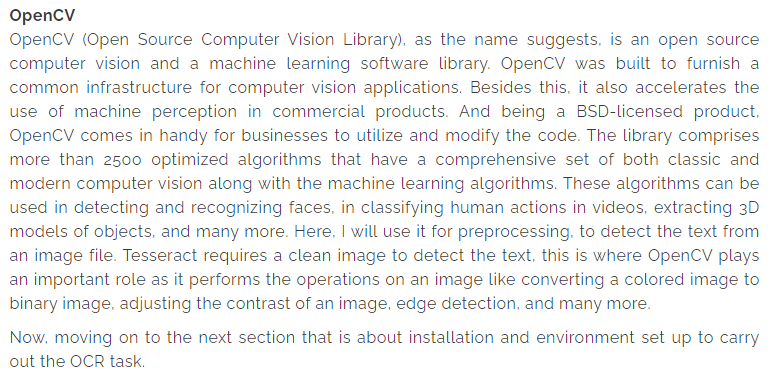 OpenCV
OpenCV (Open Source Computer Vision Library), as the name suggests, is an open source
computer vision and a machine learning software library. OpenCV was built to furnish a
common infrastructure for computer vision applications. Besides this, it also accelerates the
use of machine perception in commercial products. And being a BSD-licensed product,
OpenCV comes in handy for businesses to utilize and modify the code. The library comprises
more than 2500 optimized algorithms that have a comprehensive set of both classic and
modern computer vision along with the machine learning algorithms. These algorithms can be
used in detecting and recognizing faces, in classifying human actions in videos, extracting 3D
models of objects, and many more. Here, I will use it for preprocessing, to detect the text from
an image file. Tesseract requires a clean image to detect the text, this is where OpenCV plays
an important role as it performs the operations on an image like converting a colored image to
binary image, adjusting the contrast of an image, edge detection, and many more.
Now, moving on to the next section that is about installation and environment set up to carry
out the OCR task.